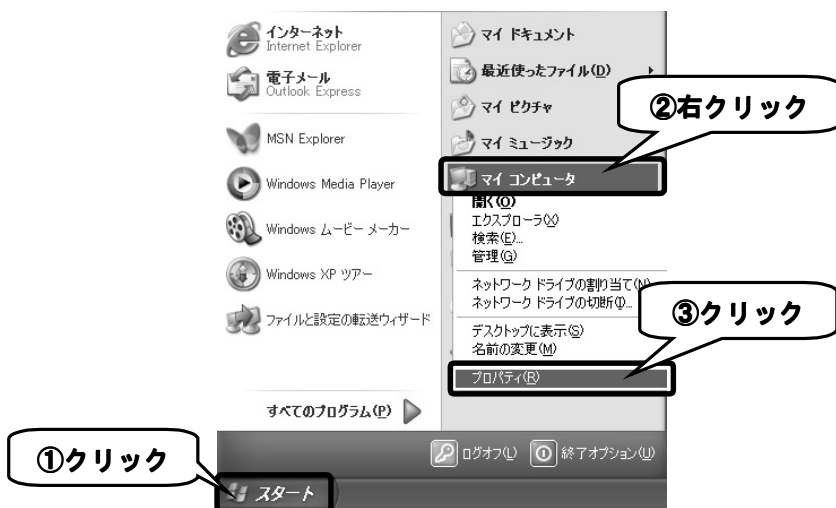 インターネット
Internet Explorer
電子メール
Outlook Express
MSN Explorer
Windows Media Player
Windows ムービー メーカー
Windows XP ツアー
ファイルと設定の転送ウィザード
すべてのプログラム(P)
マイ ドキュメント
最近使ったファイル(D)
マイ ピクチャ
マイ ミュージック
マイ コンピュータ
②右クリック
開く(O)
エクスプローラ(X)
検索(E)...
管理(G)
ネットワーク ドライブの割り当て(N)
ネットワーク ドライブの切断(I)...
デスクトップに表示(S)
名前の変更(M)
プロパティ(R)
③クリック
ログオフ(L)
終了オプション(U)
①クリック
スタート